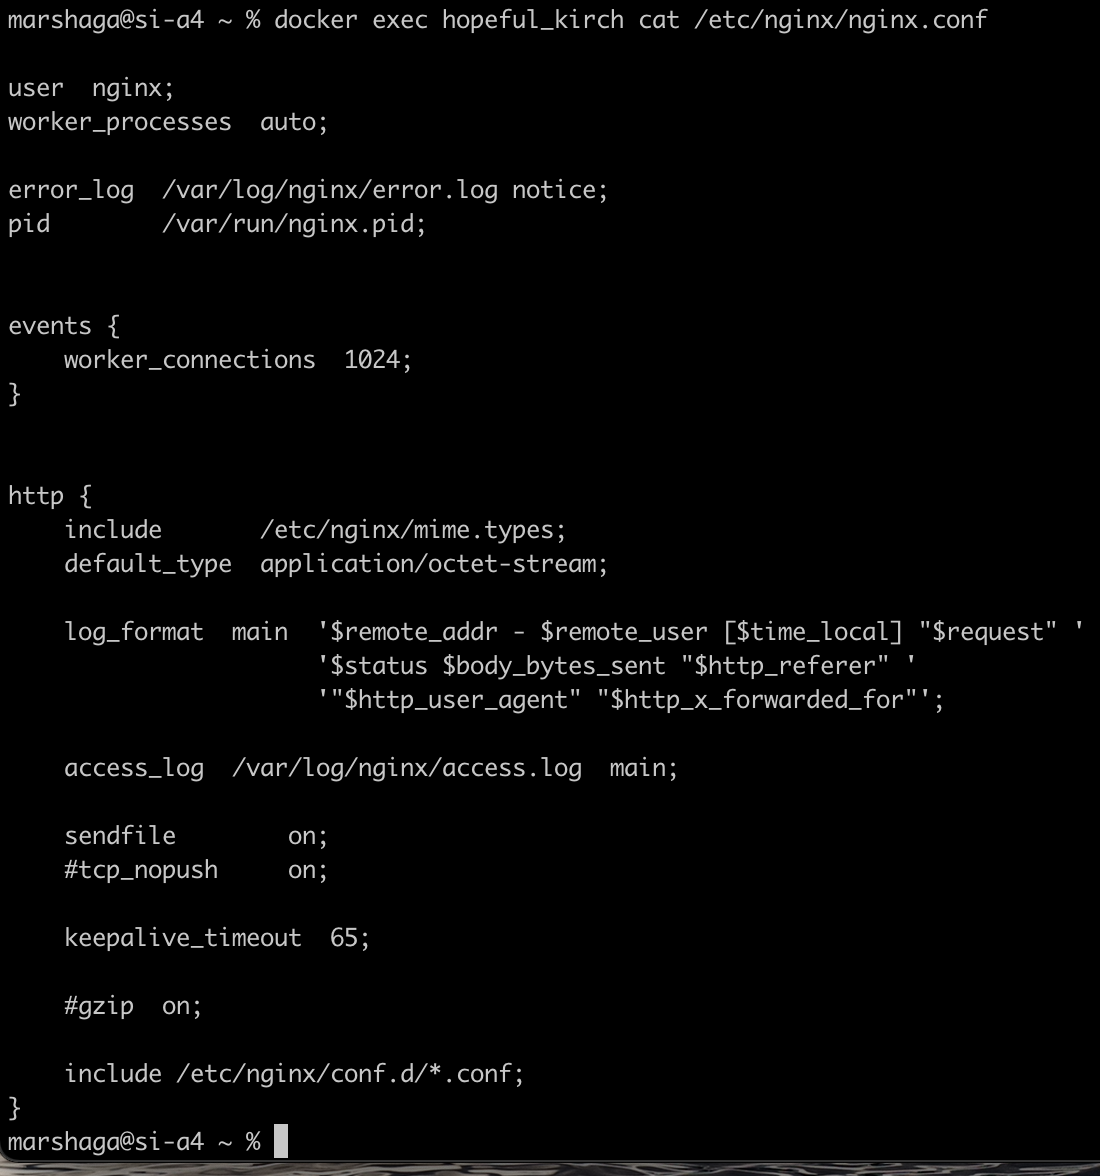 marshaga@si-a4 ~ % docker exec hopeful_kirch cat /etc/nginx/nginx.conf

user  nginx;
worker_processes  auto;

error_log  /var/log/nginx/error.log notice;
pid        /var/run/nginx.pid;


events {
    worker_connections  1024;
}


http {
    include       /etc/nginx/mime.types;
    default_type  application/octet-stream;

    log_format  main  '$remote_addr - $remote_user [$time_local] "$request" '
                      '$status $body_bytes_sent "$http_referer" '
                      '"$http_user_agent" "$http_x_forwarded_for"';

    access_log  /var/log/nginx/access.log  main;

    sendfile        on;
    #tcp_nopush     on;

    keepalive_timeout  65;

    #gzip  on;

    include /etc/nginx/conf.d/*.conf;
}
marshaga@si-a4 ~ %